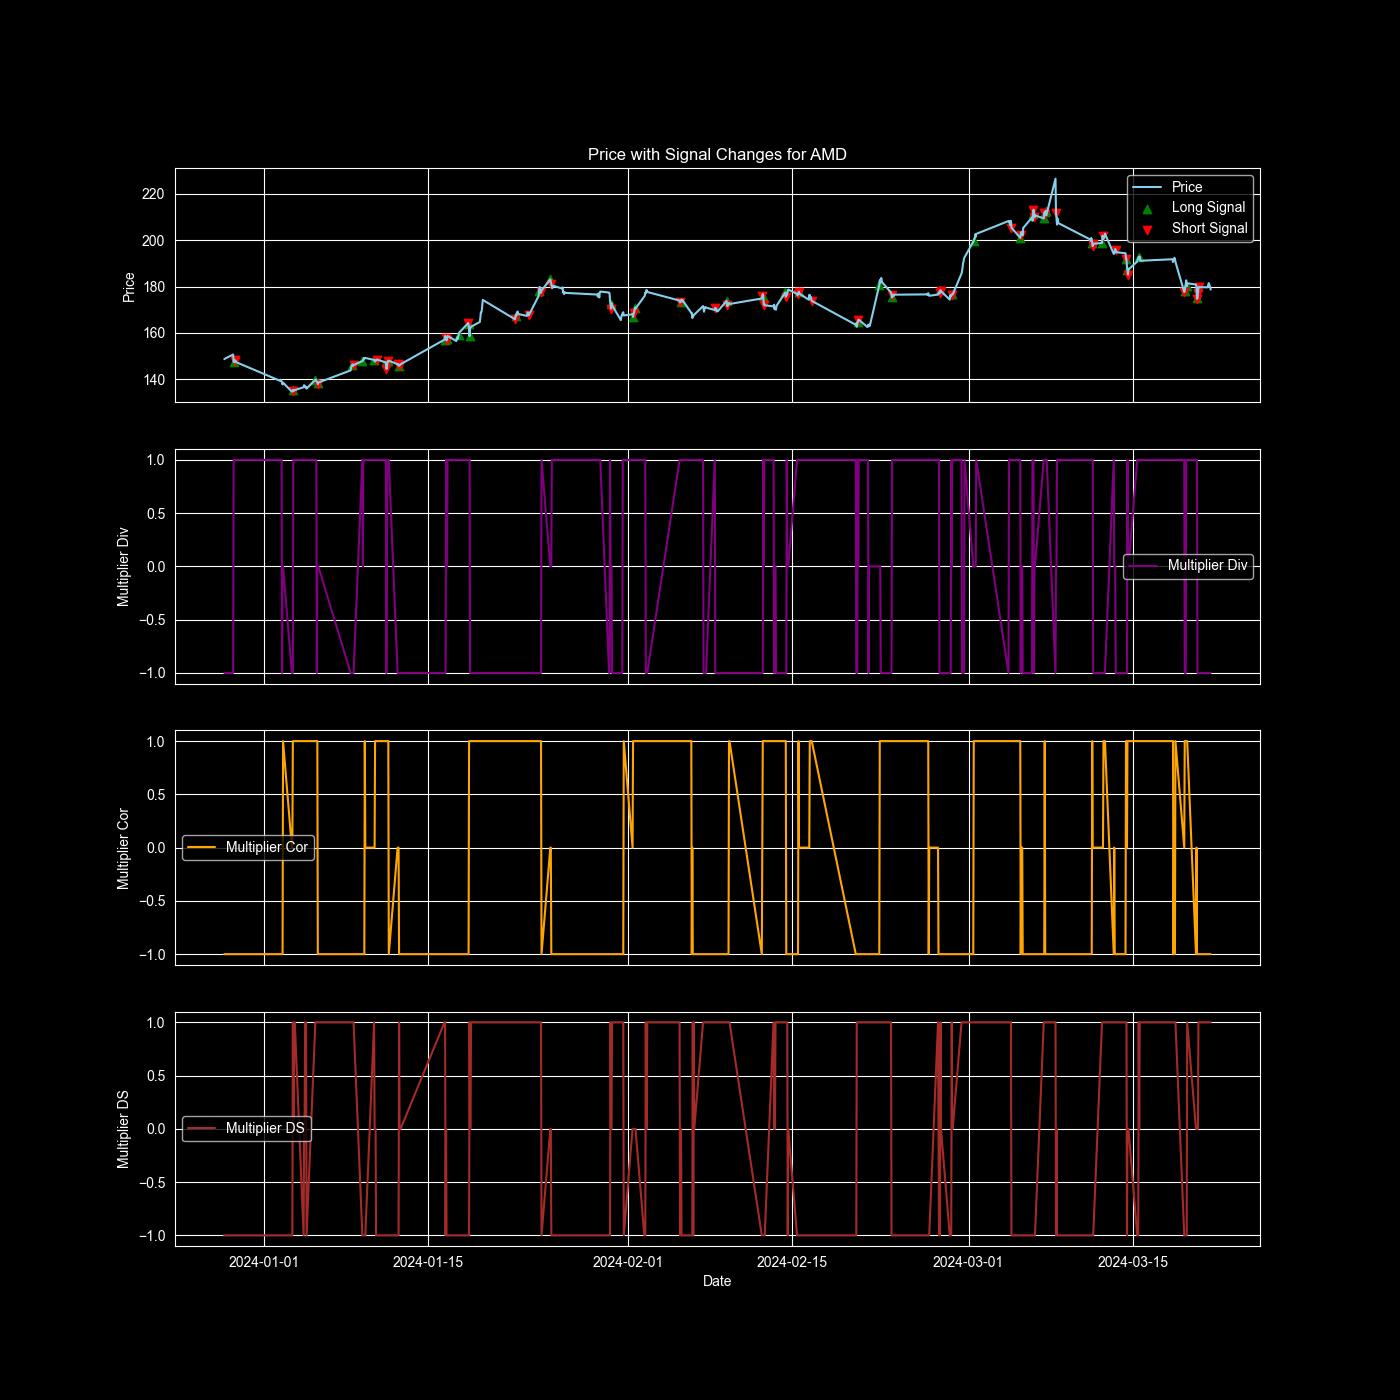 Price with Signal Changes for AMD
Price
220
200
180
160
140
Price
Long Signal
Short Signal
Multiplier Div
1.0
0.5
0.0
−0.5
−1.0
Multiplier Div
Multiplier Cor
1.0
0.5
0.0
−0.5
−1.0
Multiplier Cor
Multiplier DS
1.0
0.5
0.0
−0.5
−1.0
Multiplier DS
2024-01-01 2024-01-15 2024-02-01 2024-02-15 2024-03-01 2024-03-15
Date